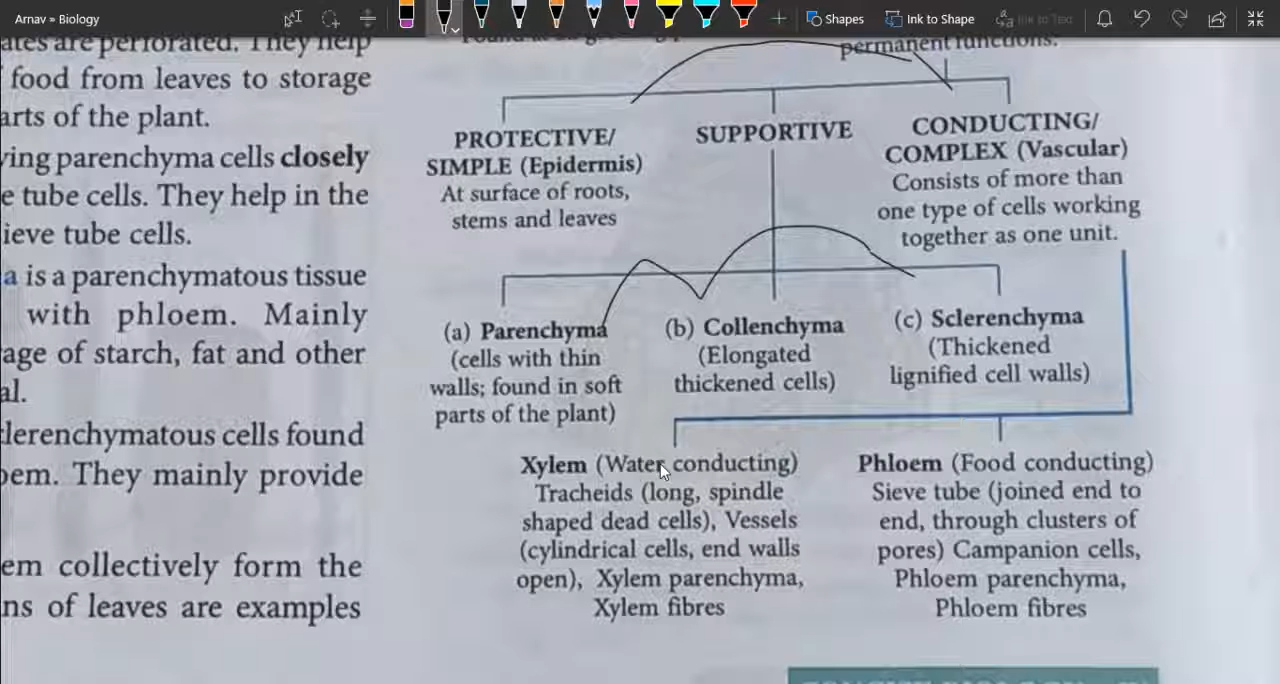 Arnav » Biology
Shapes
Ink to Shape
Ink to Text
ates are perforated. They help
food from leaves to storage
arts of the plant.
ving parenchyma cells closely
e tube cells. They help in the
ieve tube cells.
a is a parenchymatous tissue
with phloem. Mainly
age of starch, fat and other
al.
clerenchymatous cells found
oem. They mainly provide
em collectively form the
ns of leaves are examples
permanent functions.
PROTECTIVE/
SIMPLE (Epidermis)
At surface of roots,
stems and leaves
SUPPORTIVE
CONDUCTING/
COMPLEX (Vascular)
Consists of more than
one type of cells working
together as one unit.
(a) Parenchyma
(cells with thin
walls; found in soft
parts of the plant)
(b) Collenchyma
(Elongated
thickened cells)
(c) Sclerenchyma
(Thickened
lignified cell walls)
Xylem (Water conducting)
Tracheids (long, spindle
shaped dead cells), Vessels
(cylindrical cells, end walls
open), Xylem parenchyma,
Xylem fibres
Phloem (Food conducting)
Sieve tube (joined end to
end, through clusters of
pores) Campanion cells,
Phloem parenchyma,
Phloem fibres